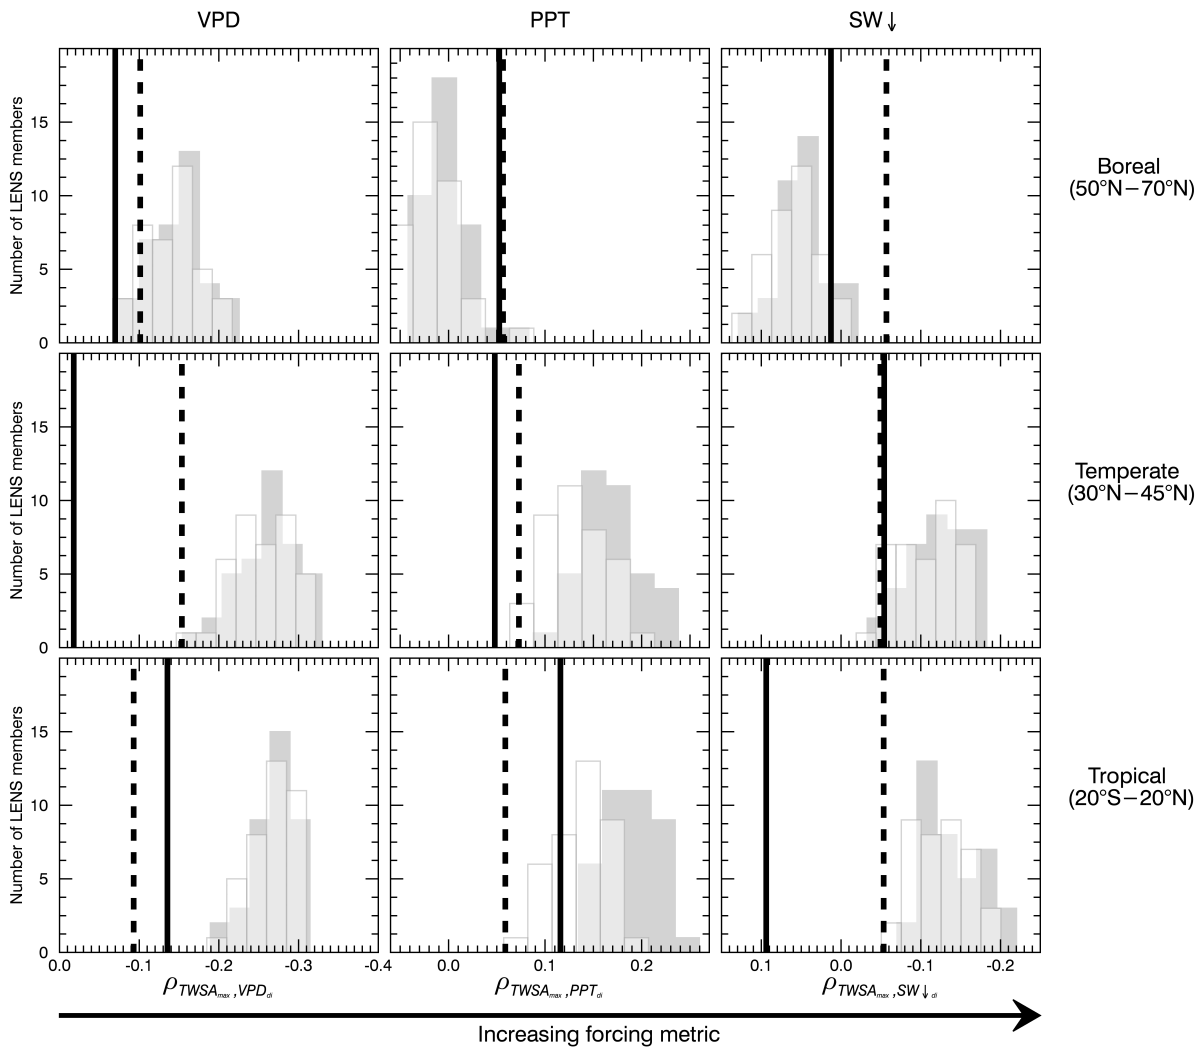 VPD PPT SW↓
Number of LENS members
15
10
5
0
Boreal
(50°N−70°N)
Number of LENS members
15
10
5
0
Temperate
(30°N−45°N)
Number of LENS members
15
10
5
0
Tropical
(20°S−20°N)
0.0 -0.1 -0.2 -0.3 -0.4 0.0 0.1 0.2 0.1 0.0 -0.1 -0.2
ρTWSAmax,VPDdi ρTWSAmax,PPTdi ρTWSAmax,SW↓di
Increasing forcing metric